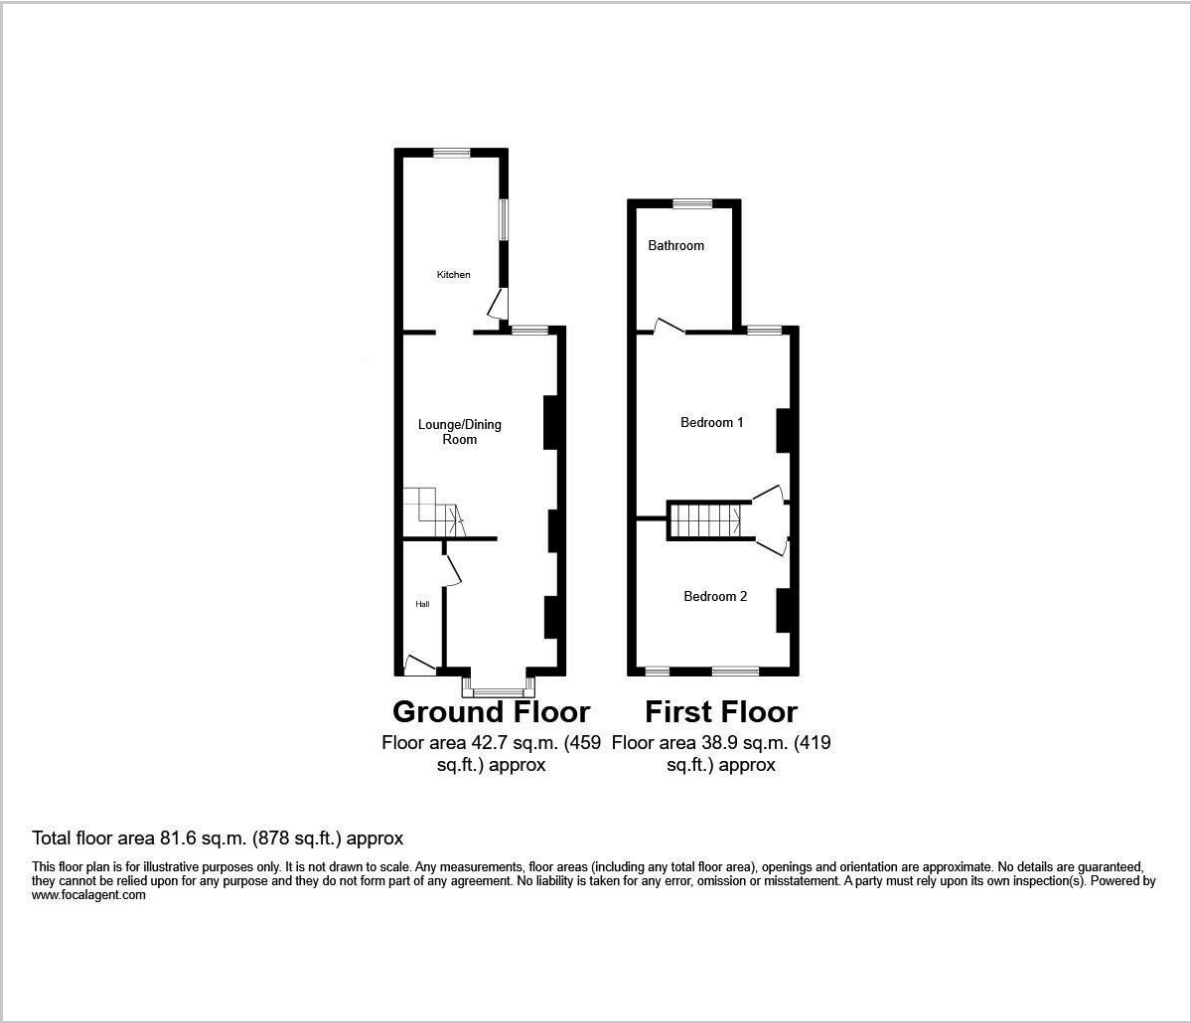 Kitchen
Lounge/Dining
Room
Hall
Bathroom
Bedroom 1
Bedroom 2
Ground Floor
Floor area 42.7 sq.m. (459
sq.ft.) approx
First Floor
Floor area 38.9 sq.m. (419
sq.ft.) approx
Total floor area 81.6 sq.m. (878 sq.ft.) approx
This floor plan is for illustrative purposes only. It is not drawn to scale. Any measurements, floor areas (including any total floor area), openings and orientation are approximate. No details are guaranteed,
they cannot be relied upon for any purpose and they do not form part of any agreement. No liability is taken for any error, omission or misstatement. A party must rely upon its own inspection(s). Powered by
www.focalagent.com